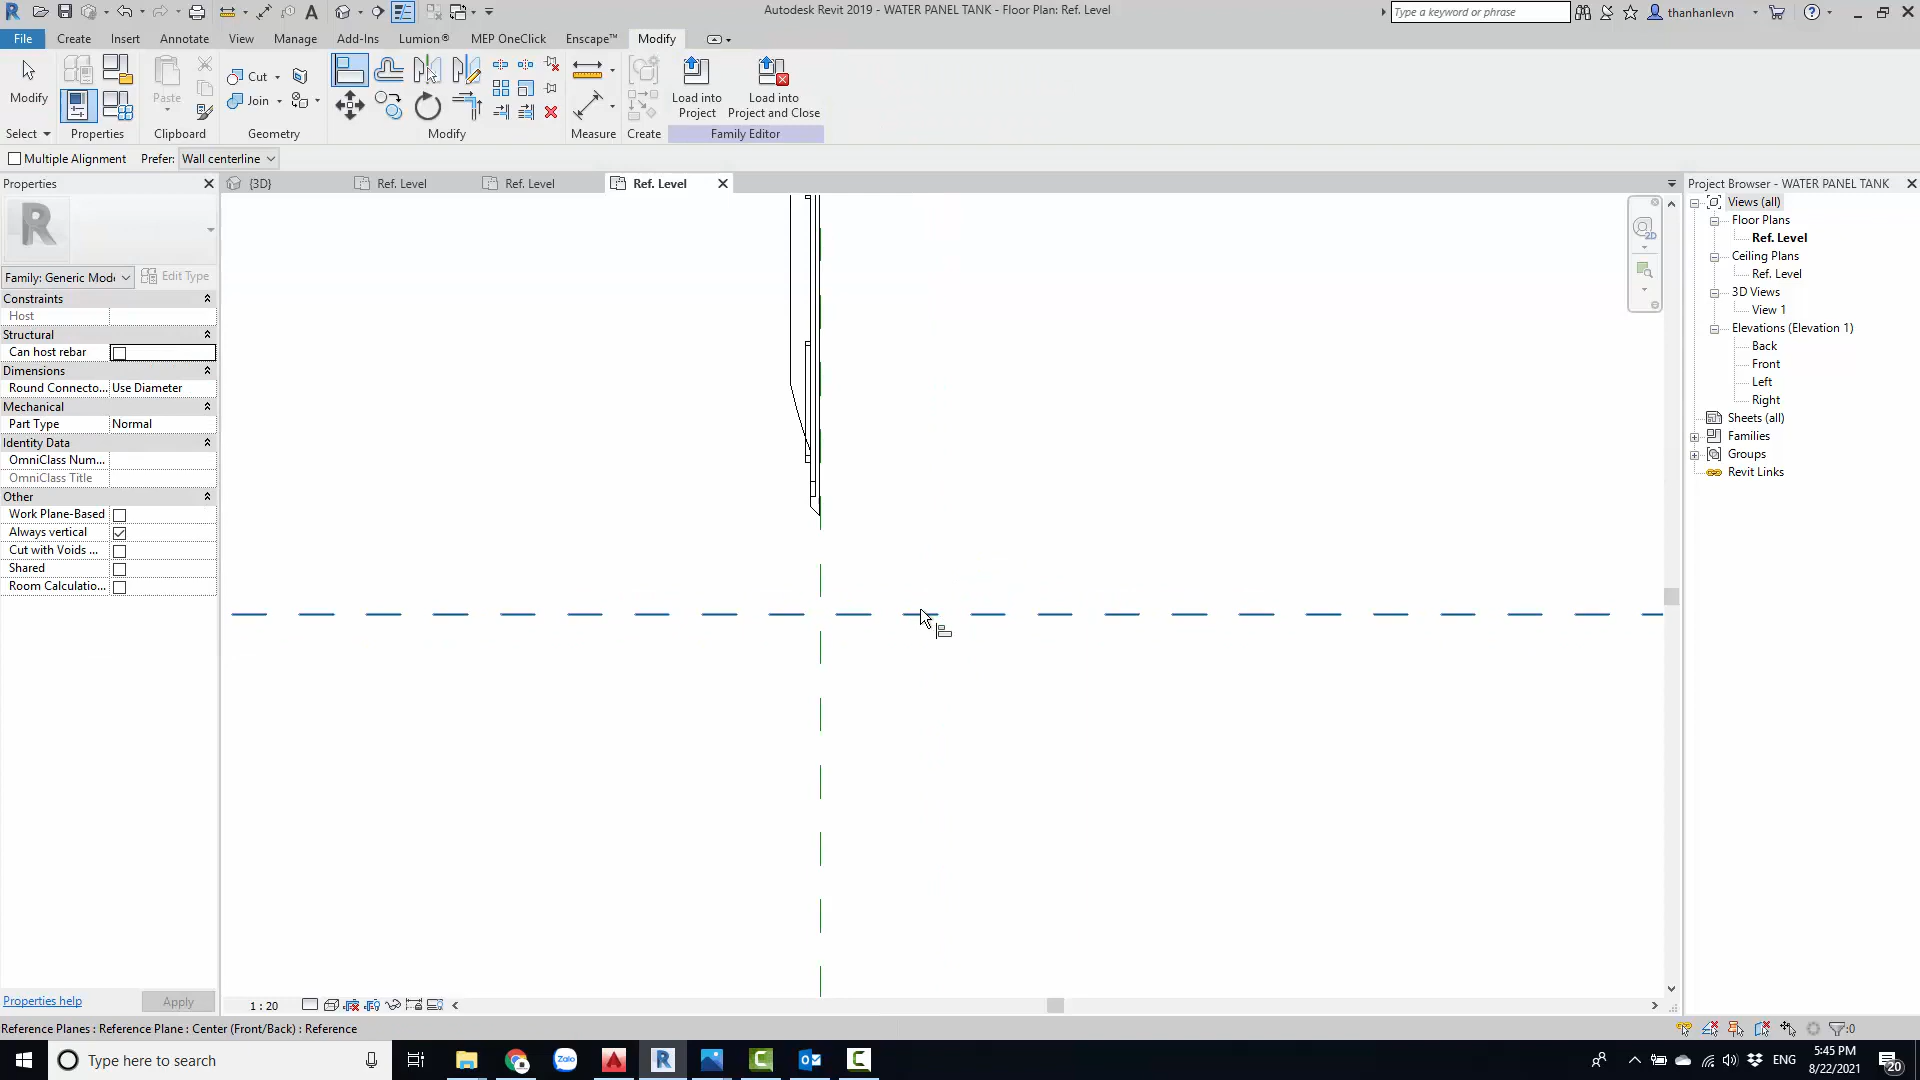 Autodesk Revit 2019 - WATER PANEL TANK - Floor Plan: Ref. Level
Type a keyword or phrase
thanhanlevn
File Create Insert Annotate View Manage Add-Ins Lumion® MEP OneClick Enscape™ Modify
Modify
Paste
Cut
Join
Load into
Project
Load into
Project and Close
Select Properties Clipboard Geometry Modify Measure Create Family Editor
Multiple Alignment Prefer: Wall centerline
Properties
{3D} Ref. Level Ref. Level Ref. Level
Project Browser - WATER PANEL TANK
Family: Generic Mode
Edit Type
Constraints
Host
Structural
Can host rebar
Dimensions
Round Connecto... Use Diameter
Mechanical
Part Type Normal
Identity Data
OmniClass Num...
OmniClass Title
Other
Work Plane-Based
Always vertical
Cut with Voids ...
Shared
Room Calculatio...
Properties help Apply
2D
Views (all)
Floor Plans
Ref. Level
Ceiling Plans
Ref. Level
3D Views
View 1
Elevations (Elevation 1)
Back
Front
Left
Right
Sheets (all)
Families
Groups
Revit Links
1 : 20
Reference Planes : Reference Plane : Center (Front/Back) : Reference
:0
Type here to search
Zalo
ENG
5:45 PM
8/22/2021
20